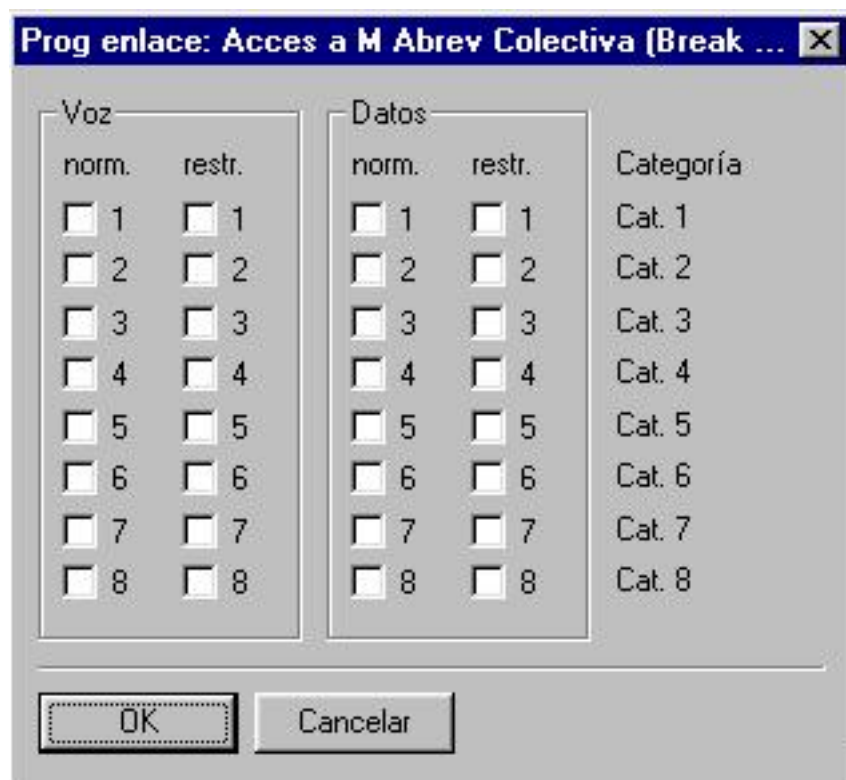 Prog enlace: Acces a M Abrev Colectiva (Break ...
Voz Datos
norm. restr. norm. restr. Categoría
1 1 1 1 Cat. 1
2 2 2 2 Cat. 2
3 3 3 3 Cat. 3
4 4 4 4 Cat. 4
5 5 5 5 Cat. 5
6 6 6 6 Cat. 6
7 7 7 7 Cat. 7
8 8 8 8 Cat. 8
OK Cancelar